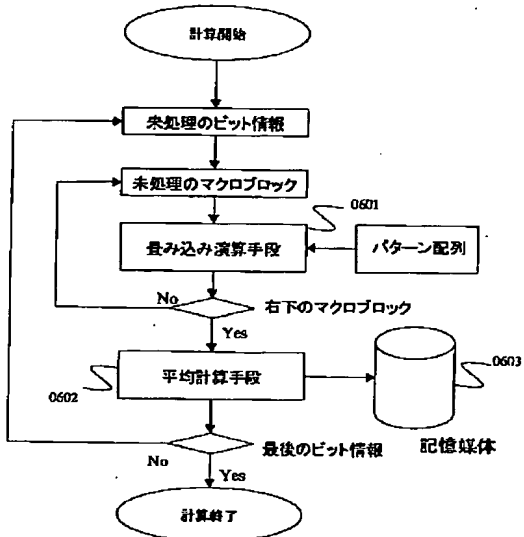 計算開始
未処理のビット情報
未処理のマクロブロック
0601
畳み込み演算手段
パターン配列
No
右下のマクロブロック
Yes
0603
平均計算手段
0602
記憶媒体
最後のビット情報
No
Yes
計算終了